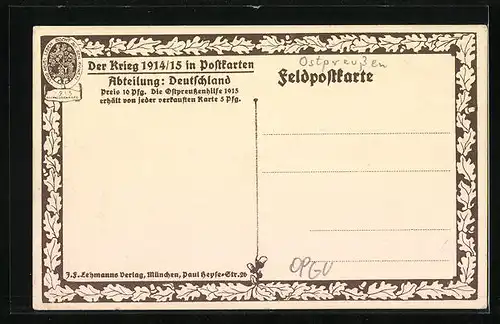 Der Krieg 1914/15 in Postkarten
Abteilung: Deutschland
Preis 10 Pfg. Die Ostpreußenhilfe 1915
erhält von jeder verkauften Karte 5 Pfg.
Ostpreußen
Feldpostkarte
J.F. Lehmanns Verlag, München, Paul Heyse-Str. 26
OPGU